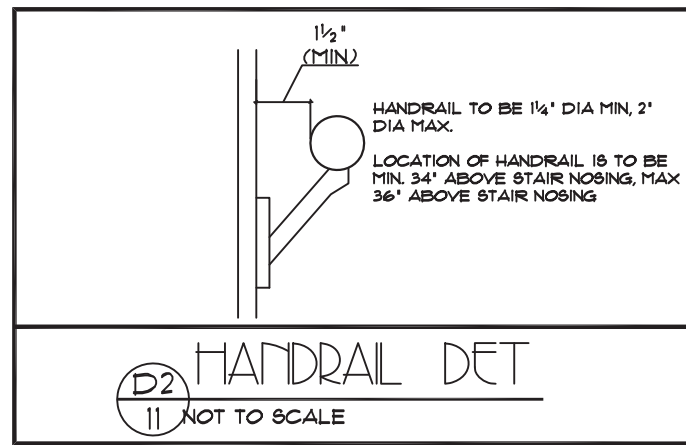 1½"
(MIN)
HANDRAIL TO BE 1¼" DIA MIN, 2"
DIA MAX.
LOCATION OF HANDRAIL IS TO BE
MIN. 34" ABOVE STAIR NOSING, MAX
36" ABOVE STAIR NOSING
HANDRAIL DET
D2
11 NOT TO SCALE